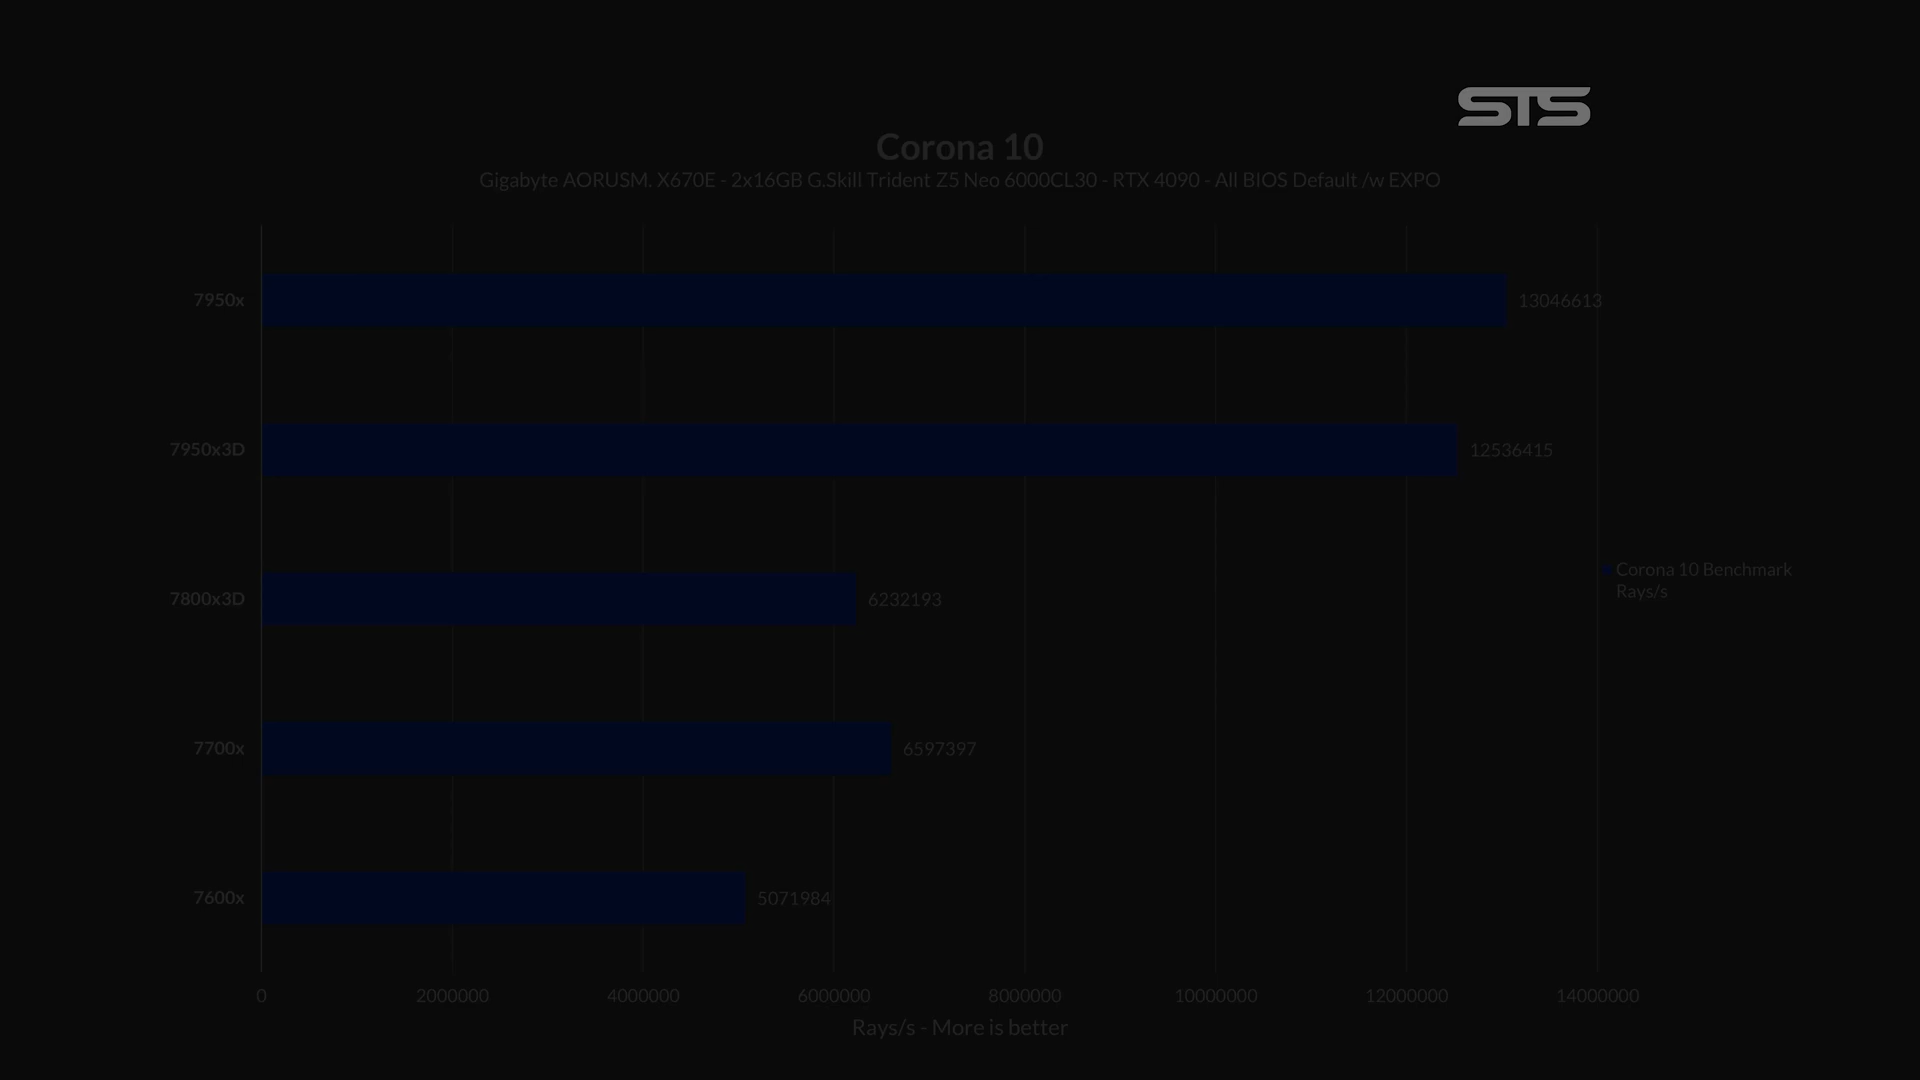 STS
Corona 10
Gigabyte AORUSM. X670E - 2x16GB G.Skill Trident Z5 Neo 6000CL30 - RTX 4090 - All BIOS Default /w EXPO
7950x
13046613
7950x3D
12536415
7800x3D
6232193
7700x
6597397
7600x
5071984
Corona 10 Benchmark
Rays/s
0
2000000
4000000
6000000
8000000
10000000
12000000
14000000
Rays/s - More is better